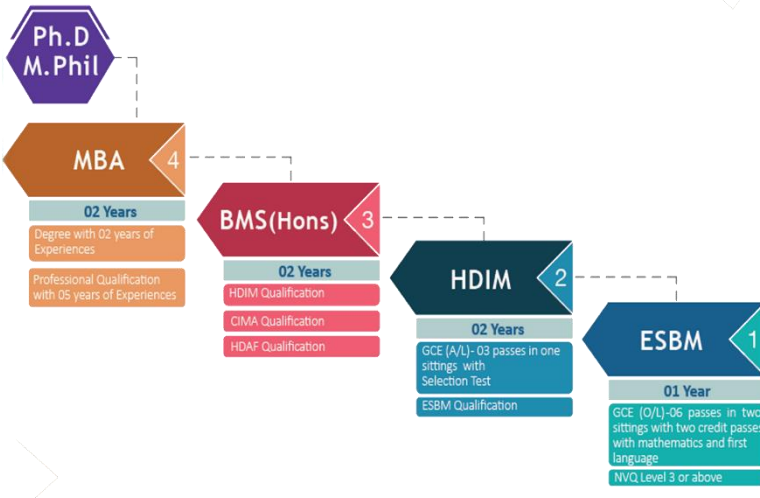 Ph.D
M.Phil
MBA
4
02 Years
Degree with 02 years of
Experiences
Professional Qualification
with 05 years of Experiences
BMS(Hons)
3
02 Years
HDIM Qualification
CIMA Qualification
HDAF Qualification
HDIM
2
02 Years
GCE (A/L)- 03 passes in one
sittings with
Selection Test
ESBM Qualification
ESBM
1
01 Year
GCE (O/L)-06 passes in two
sittings with two credit passes
with mathematics and first
language
NVQ Level 3 or above